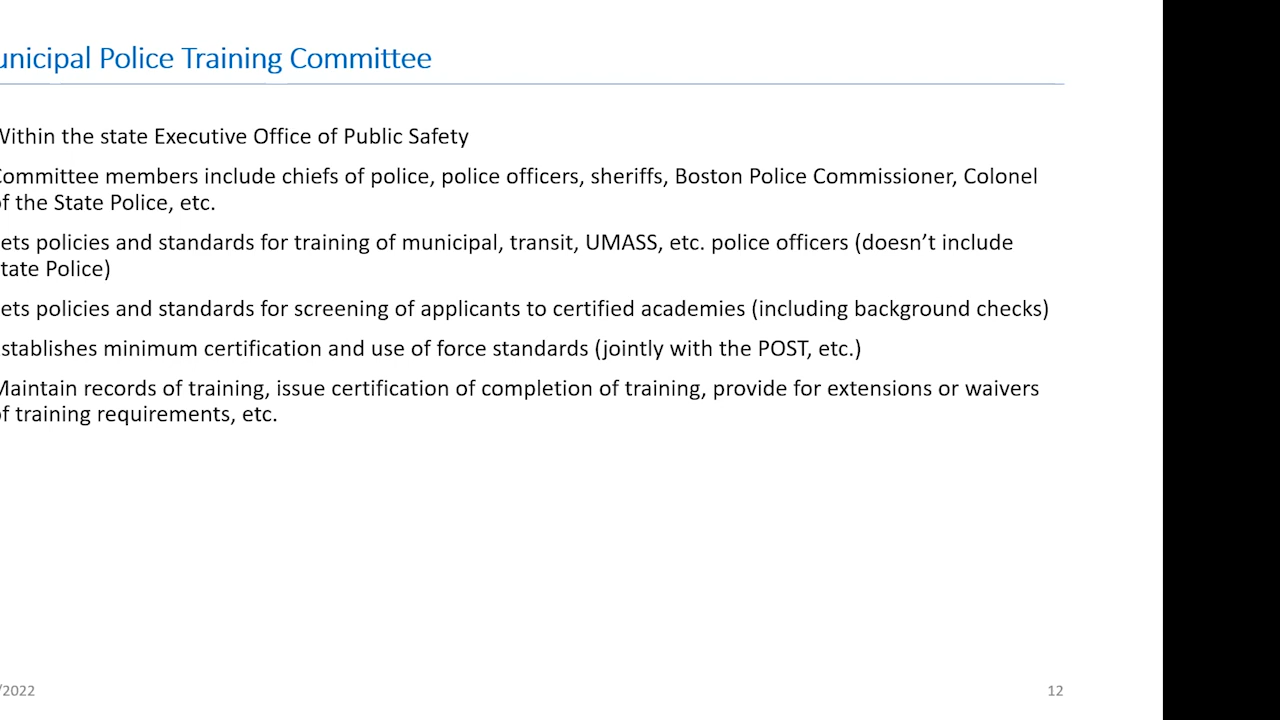 unicipal Police Training Committee
Within the state Executive Office of Public Safety
Committee members include chiefs of police, police officers, sheriffs, Boston Police Commissioner, Colonel
of the State Police, etc.
ets policies and standards for training of municipal, transit, UMASS, etc. police officers (doesn’t include
tate Police)
ets policies and standards for screening of applicants to certified academies (including background checks)
stablishes minimum certification and use of force standards (jointly with the POST, etc.)
Maintain records of training, issue certification of completion of training, provide for extensions or waivers
of training requirements, etc.
/2022
12